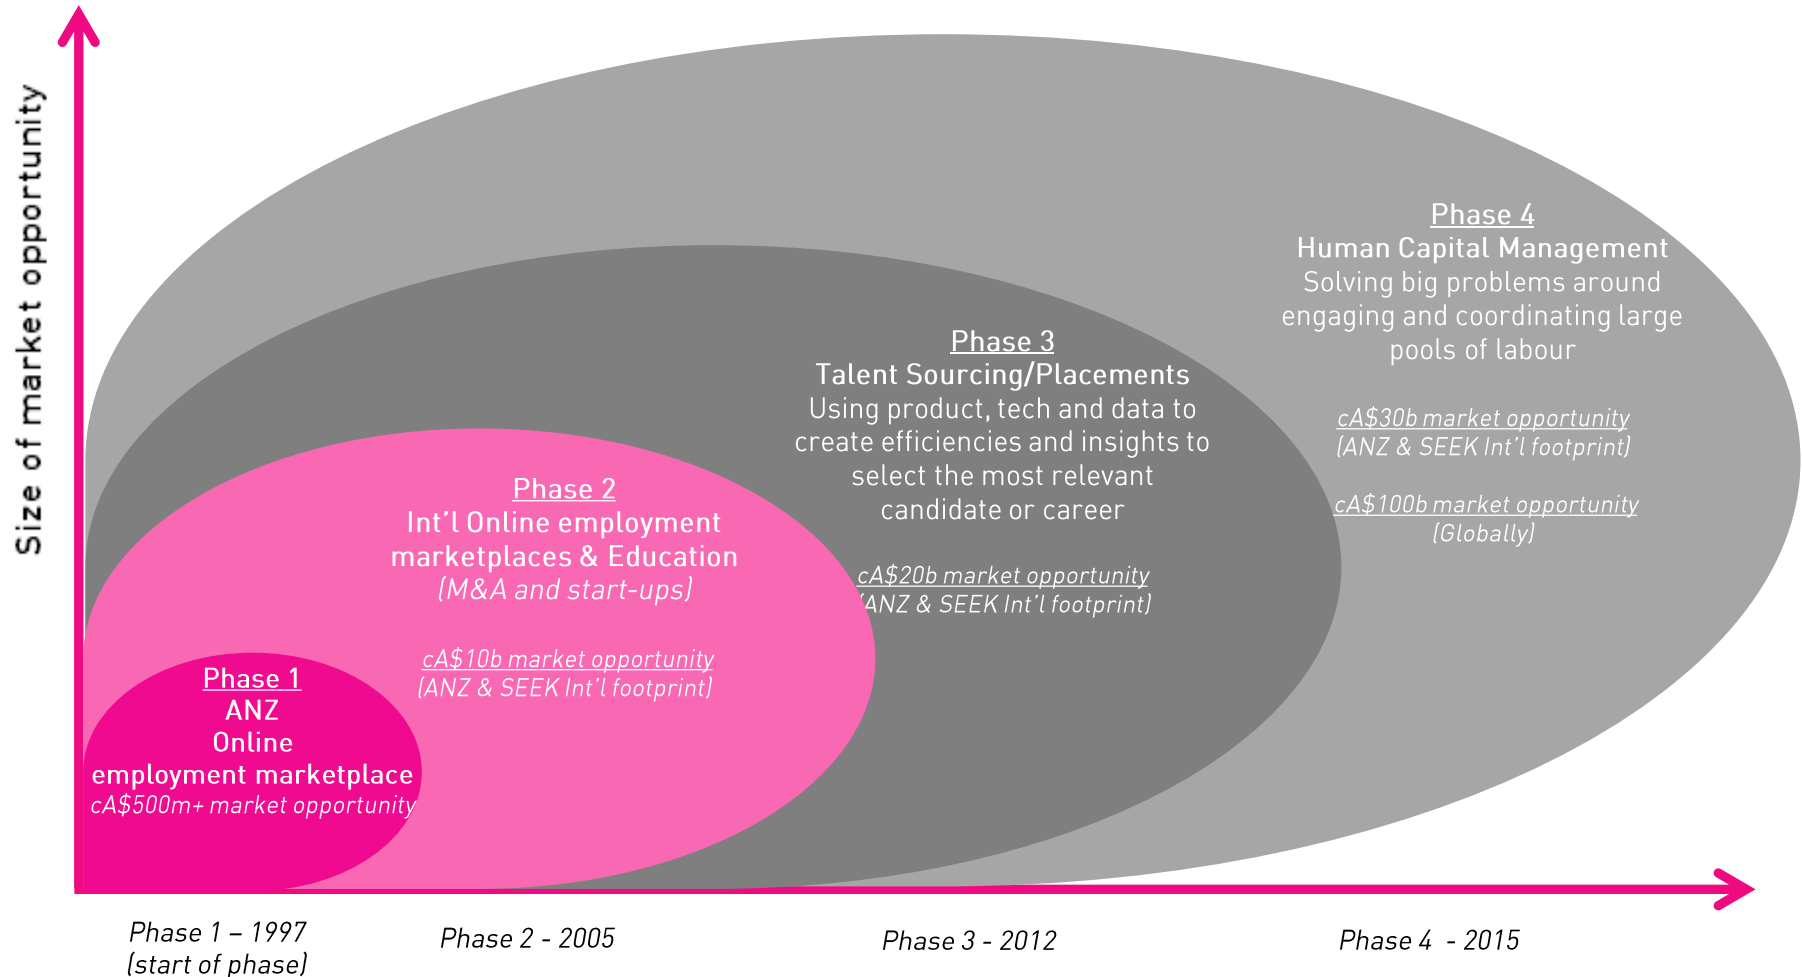 Size of market opportunity
Phase 4
Human Capital Management
Solving big problems around
engaging and coordinating large
pools of labour
cA$30b market opportunity
(ANZ & SEEK Int'l footprint)
cA$100b market opportunity
(Globally)
Phase 3
Talent Sourcing/Placements
Using product, tech and data to
create efficiencies and insights to
select the most relevant
candidate or career
cA$20b market opportunity
(ANZ & SEEK Int'l footprint)
Phase 2
Int'l Online employment
marketplaces & Education
(M&A and start-ups)
cA$10b market opportunity
(ANZ & SEEK Int'l footprint)
Phase 1
ANZ
Online
employment marketplace
cA$500m+ market opportunity
Phase 1 – 1997
(start of phase)
Phase 2 - 2005
Phase 3 - 2012
Phase 4 - 2015